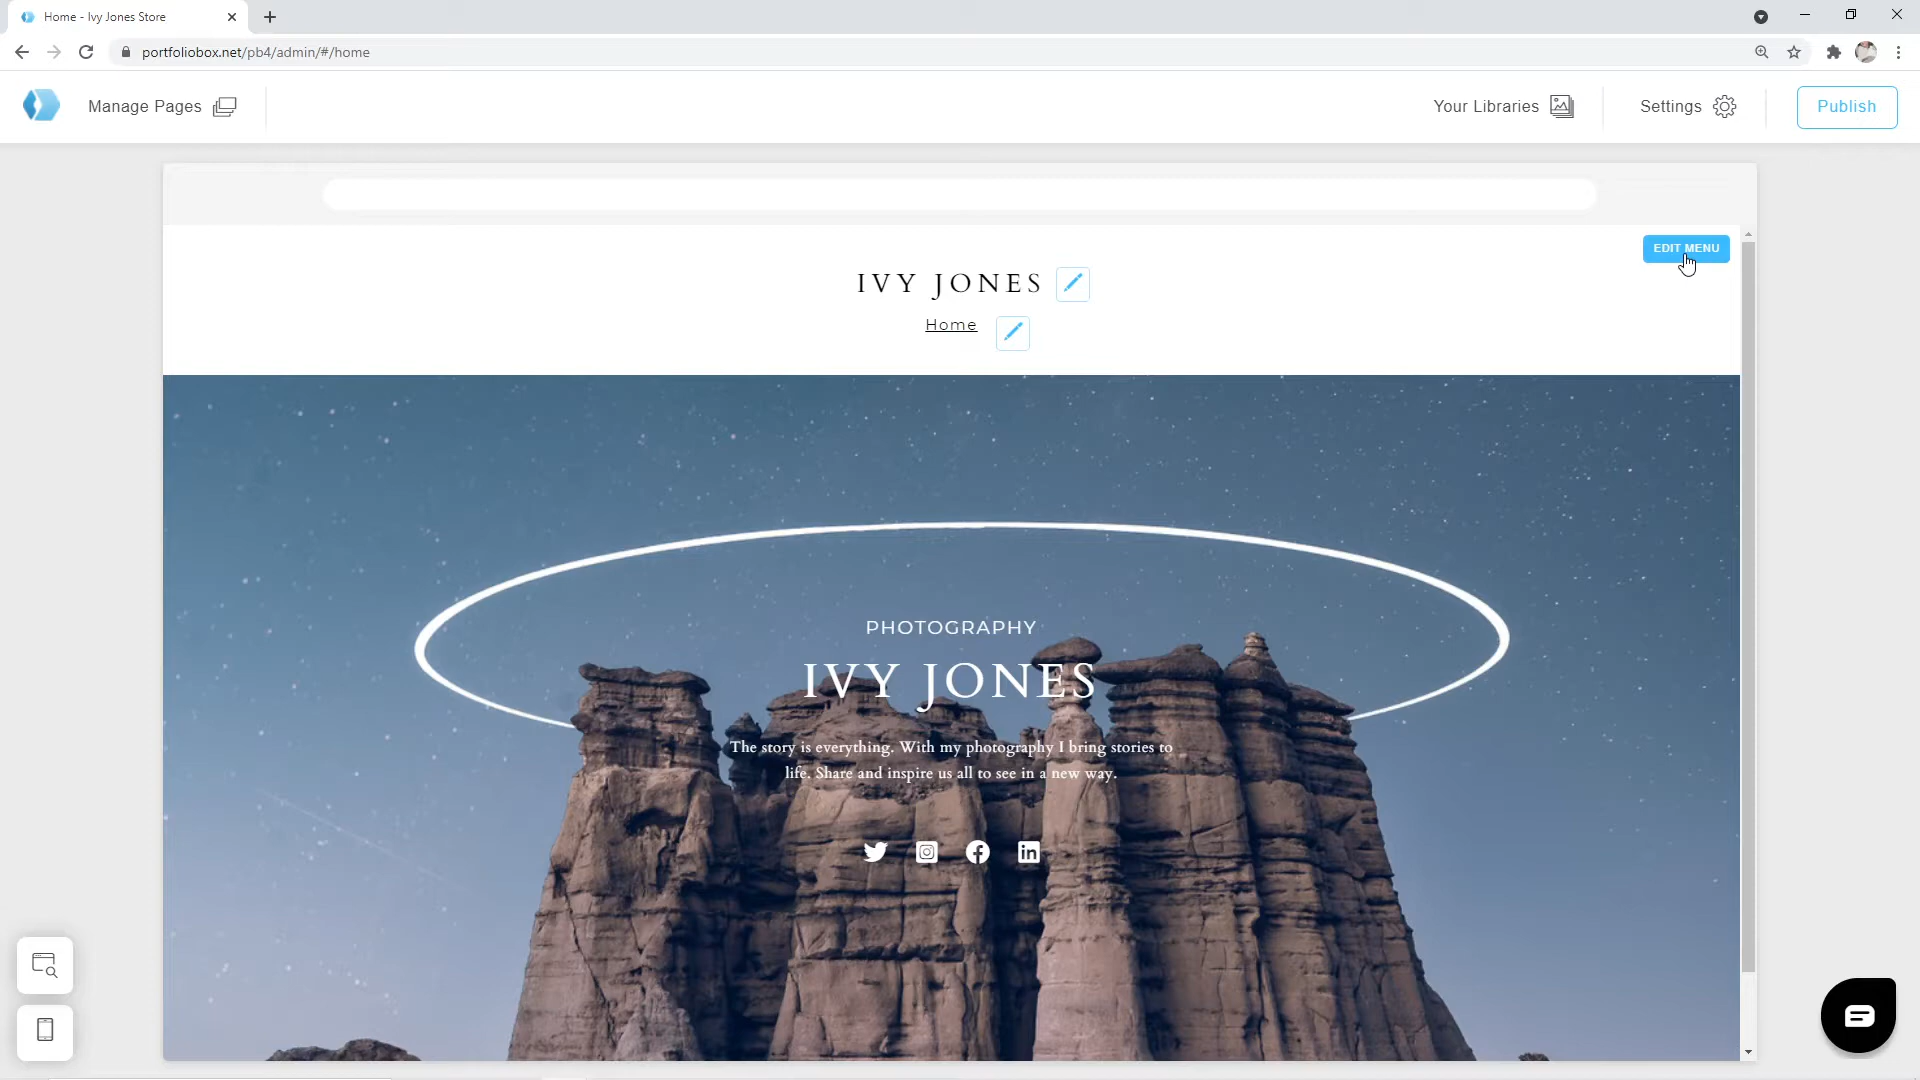 Home - Ivy Jones Store
portfoliobox.net/pb4/admin/#/home
Manage Pages
Your Libraries
Settings
Publish
EDIT MENU
IVY JONES
Home
PHOTOGRAPHY
IVY JONES
The story is everything. With my photography I bring stories to
life. Share and inspire us all to see in a new way.